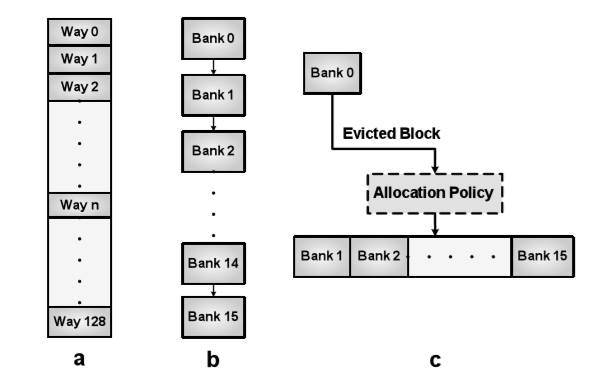 Way 0
Way 1
Way 2
Way n
Way 128
a
Bank 0
Bank 1
Bank 2
Bank 14
Bank 15
b
Bank 0
Evicted Block
Allocation Policy
Bank 1 Bank 2 . . . . Bank 15
c